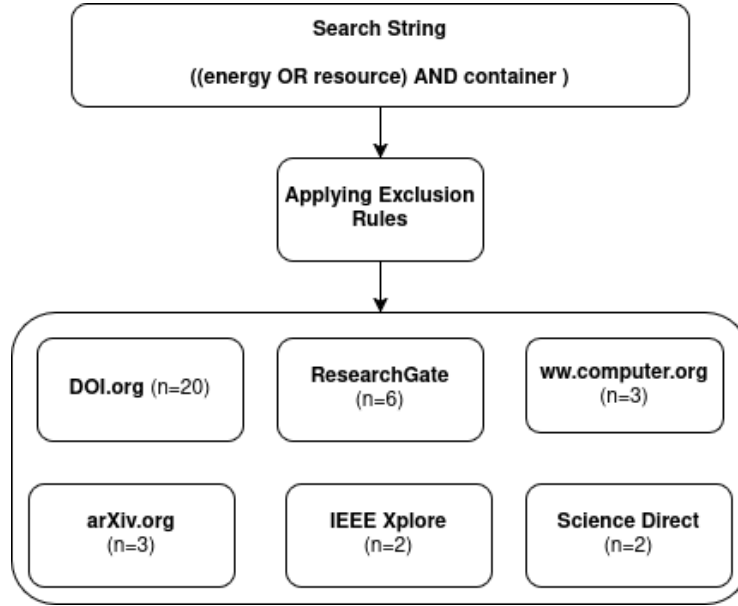 Search String
((energy OR resource) AND container )
Applying Exclusion
Rules
DOI.org (n=20)
ResearchGate
(n=6)
ww.computer.org
(n=3)
arXiv.org
(n=3)
IEEE Xplore
(n=2)
Science Direct
(n=2)